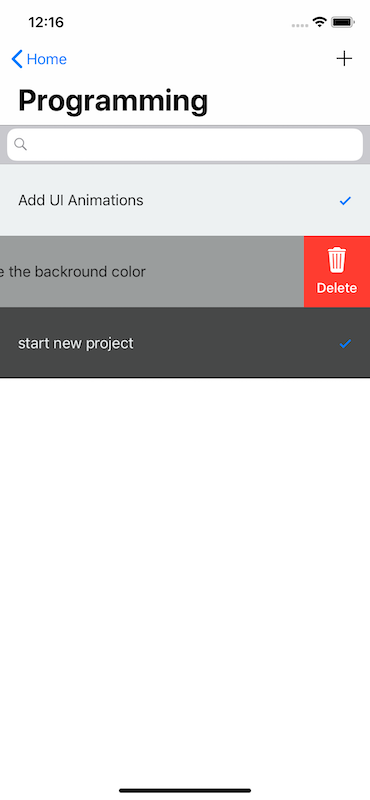 12:16
Home
Programming
Add UI Animations
e the backround color
Delete
start new project